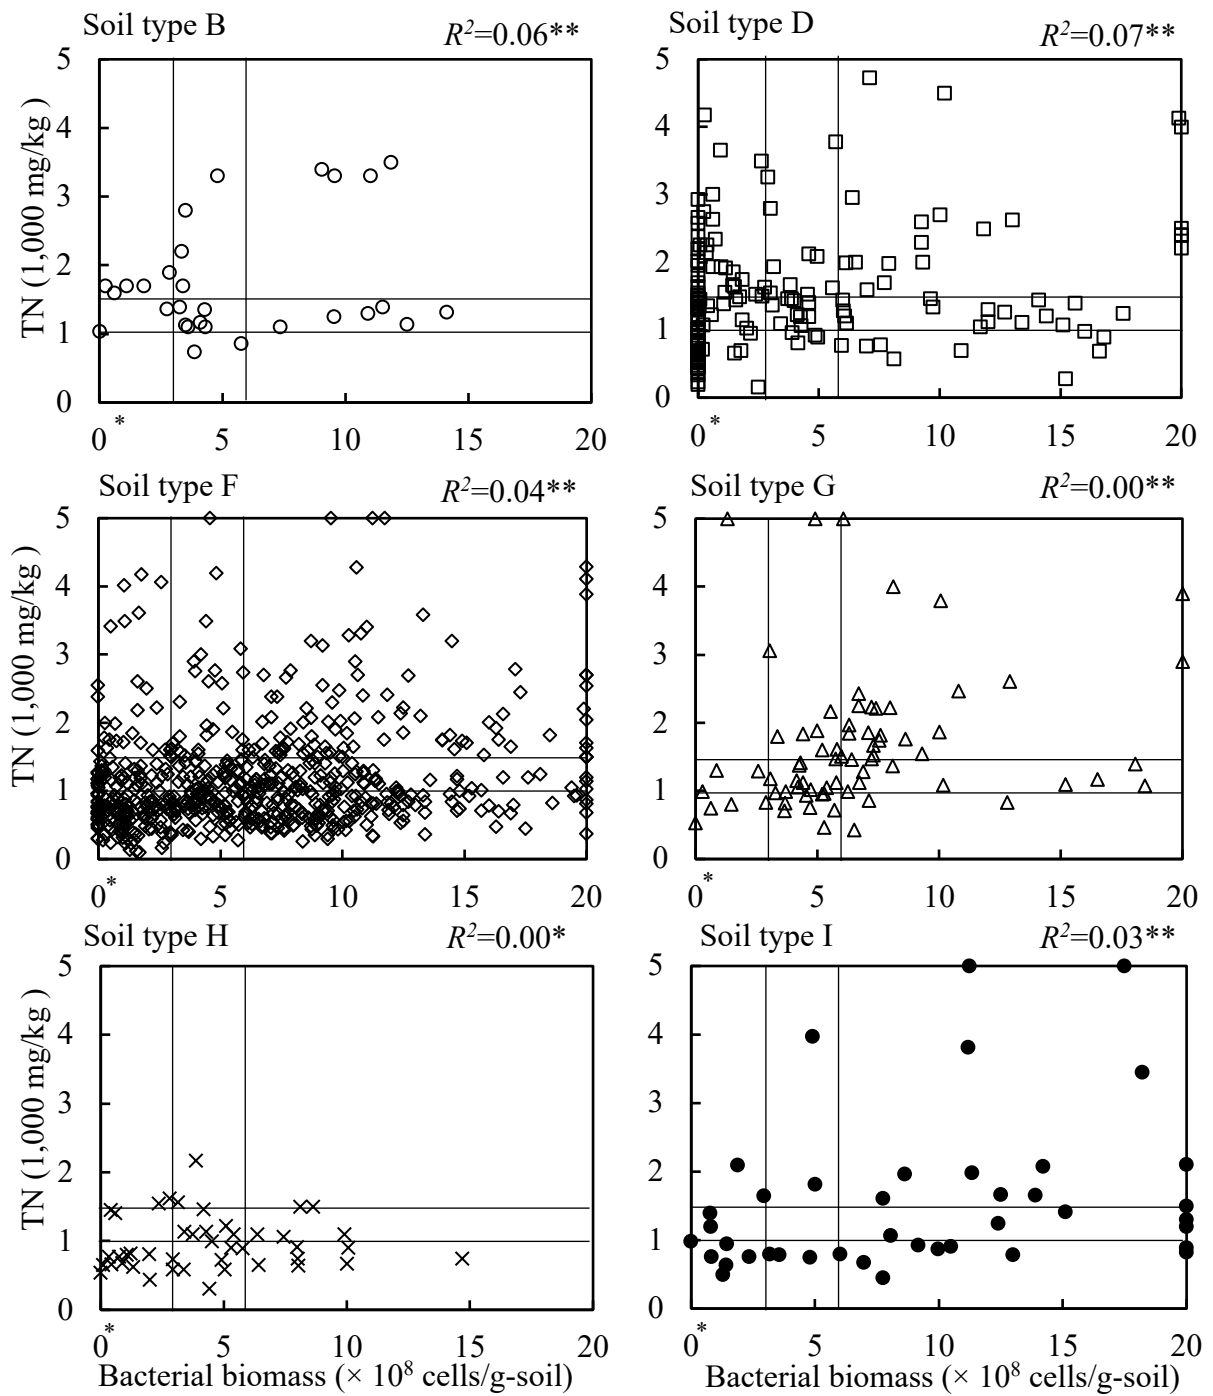 Soil type B
R²=0.06**
Soil type D
R²=0.07**
TN (1,000 mg/kg)
5
4
3
2
1
0
0* 5 10 15 20
5
4
3
2
1
0
0* 5 10 15 20
Soil type F
R²=0.04**
Soil type G
R²=0.00**
TN (1,000 mg/kg )
5
4
3
2
1
0
0* 5 10 15 20
5
4
3
2
1
0
0* 5 10 15 20
Soil type H
R²=0.00*
Soil type I
R²=0.03**
TN (1,000 mg/kg )
5
4
3
2
1
0
0* 5 10 15 20
5
4
3
2
1
0
0* 5 10 15 20
Bacterial biomass (× 10⁸ cells/g-soil)
Bacterial biomass (× 10⁸ cells/g-soil)